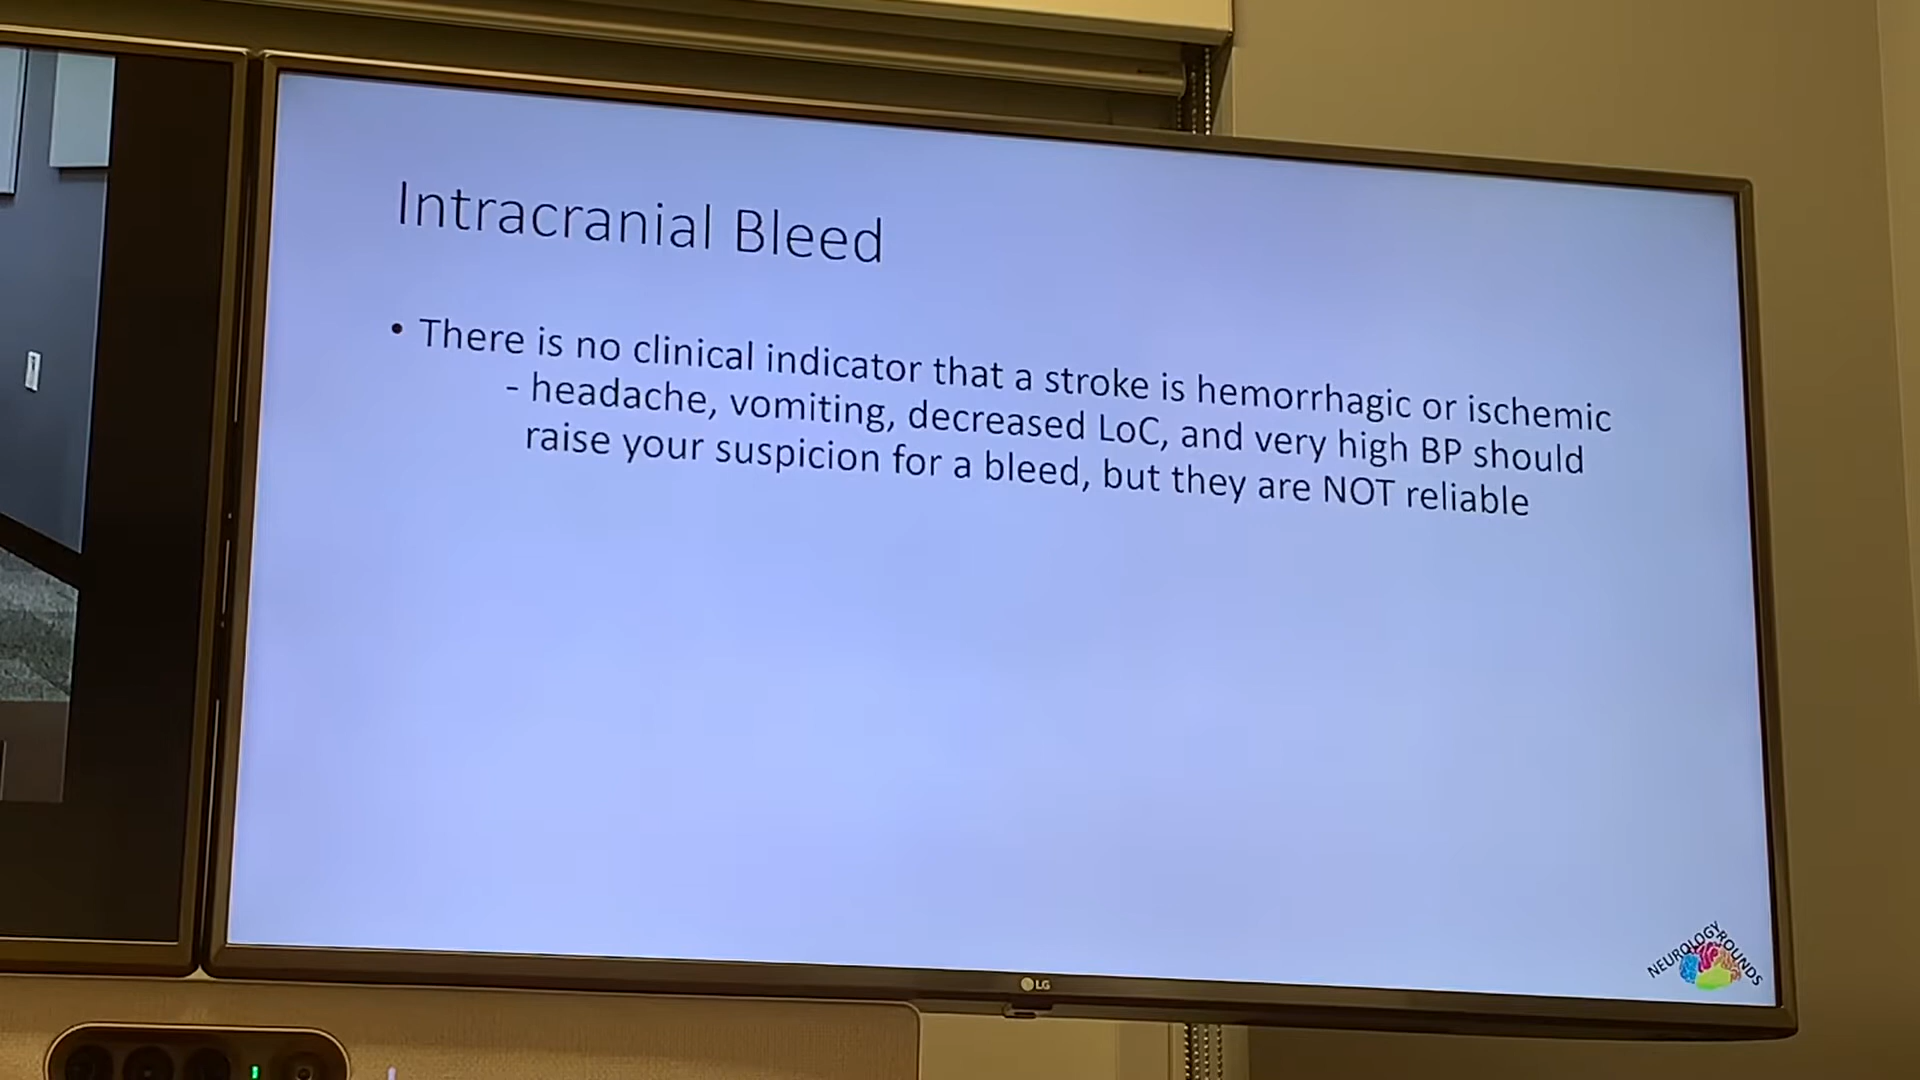 Intracranial Bleed
• There is no clinical indicator that a stroke is hemorrhagic or ischemic
- headache, vomiting, decreased LoC, and very high BP should
raise your suspicion for a bleed, but they are NOT reliable
NEUROLOGY ROUNDS
LG